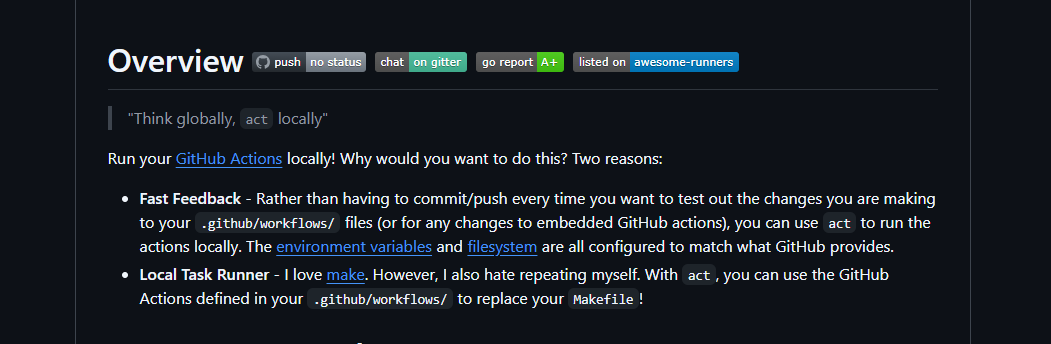 Overview push no status chat on gitter go report A+ listed on awesome-runners
"Think globally, act locally"
Run your GitHub Actions locally! Why would you want to do this? Two reasons:
• Fast Feedback - Rather than having to commit/push every time you want to test out the changes you are making
to your .github/workflows/ files (or for any changes to embedded GitHub actions), you can use act to run the
actions locally. The environment variables and filesystem are all configured to match what GitHub provides.
• Local Task Runner - I love make. However, I also hate repeating myself. With act, you can use the GitHub
Actions defined in your .github/workflows/ to replace your Makefile!